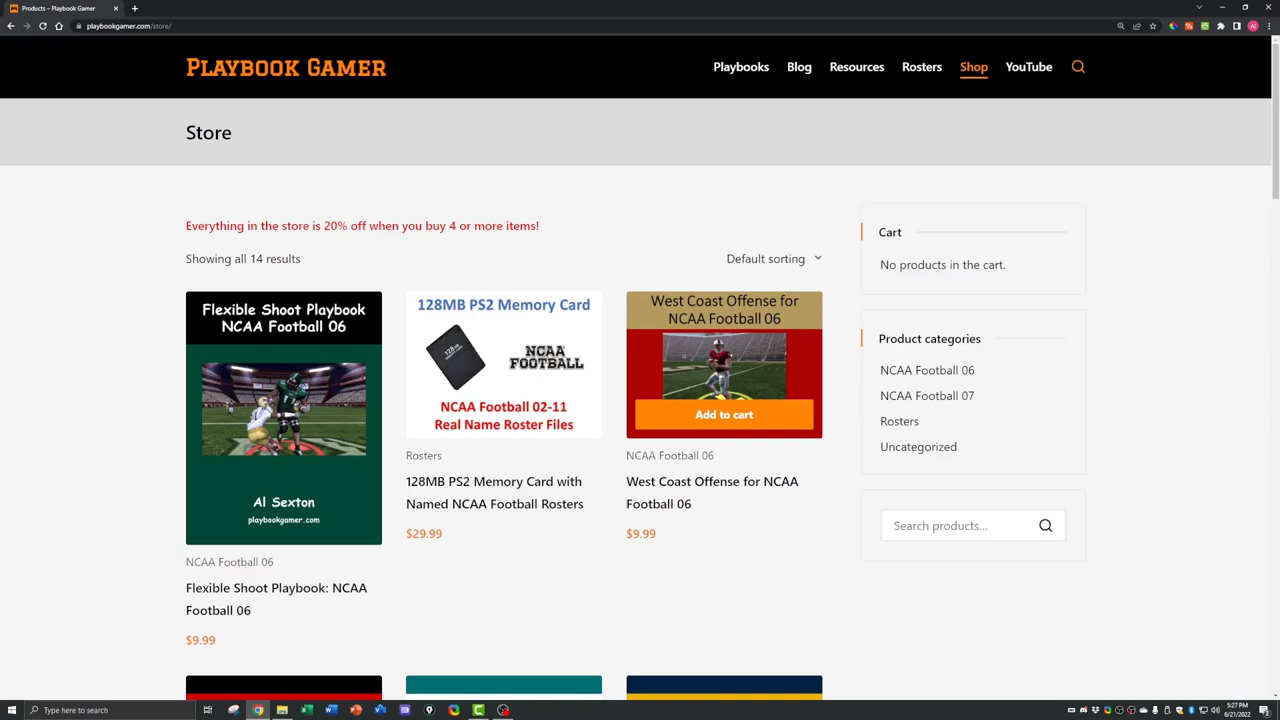 Products – Playbook Gamer
playbookgamer.com/store/
PLAYBOOK GAMER
Playbooks
Blog
Resources
Rosters
Shop
YouTube
Store
Everything in the store is 20% off when you buy 4 or more items!
Showing all 14 results
Default sorting
Flexible Shoot Playbook
NCAA Football 06
Al Sexton
playbookgamer.com
NCAA Football 06
Flexible Shoot Playbook: NCAA
Football 06
$9.99
128MB PS2 Memory Card
NCAA
FOOTBALL
NCAA Football 02-11
Real Name Roster Files
Rosters
128MB PS2 Memory Card with
Named NCAA Football Rosters
$29.99
West Coast Offense for
NCAA Football 06
Add to cart
NCAA Football 06
West Coast Offense for NCAA
Football 06
$9.99
Cart
No products in the cart.
Product categories
NCAA Football 06
NCAA Football 07
Rosters
Uncategorized
Search products...
Type here to search
5:27 PM
6/21/2022